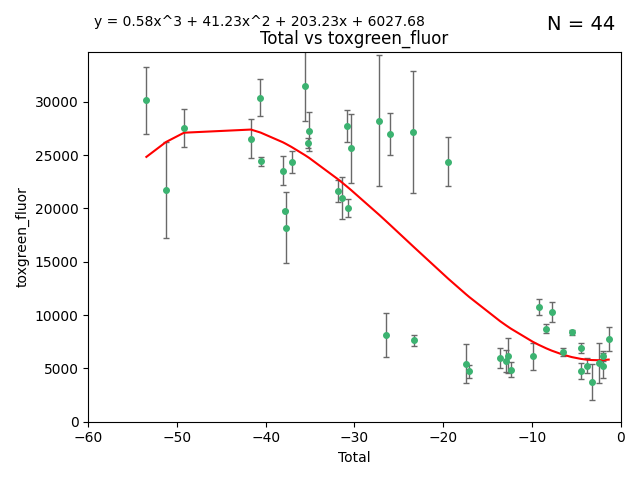 y = 0.58x^3 + 41.23x^2 + 203.23x + 6027.68
N = 44
Total vs toxgreen_fluor
30000
25000
20000
15000
10000
5000
0
toxgreen_fluor
−60 −50 −40 −30 −20 −10 0
Total